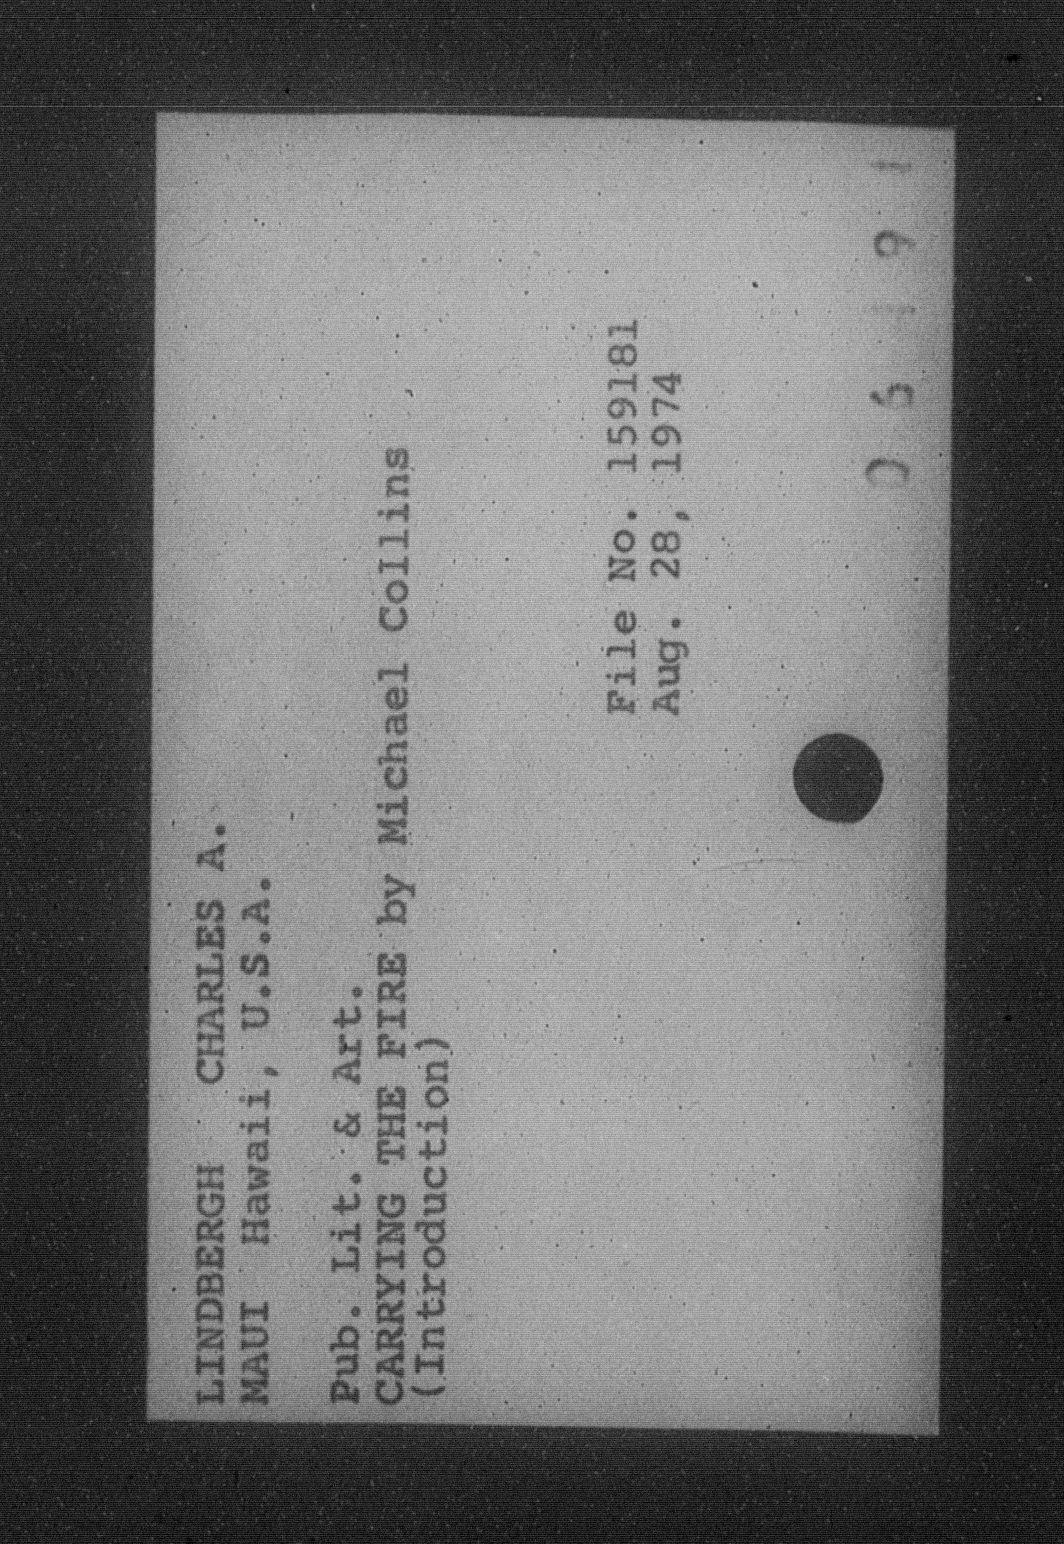 LINDBERGH CHARLES A.
MAUI Hawaii, U.S.A.
Pub. Lit. & Art.
CARRYING THE FIRE by Michael Collins
(Introduction)
File No. 159181
Aug. 28, 1974